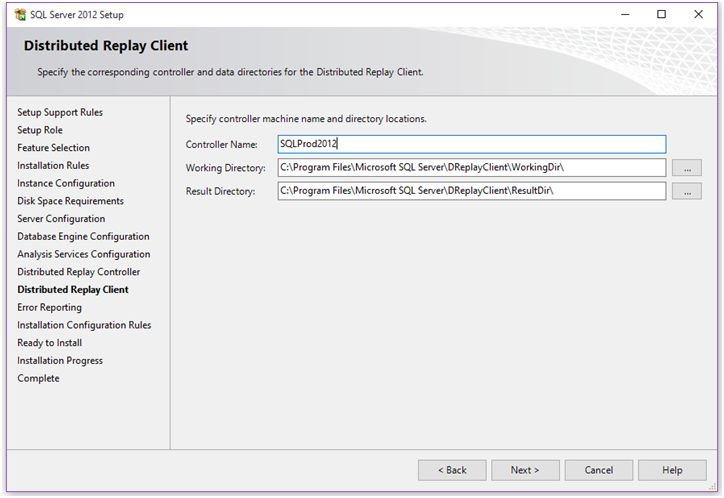 SQL Server 2012 Setup
Distributed Replay Client
Specify the corresponding controller and data directories for the Distributed Replay Client.
Setup Support Rules
Setup Role
Feature Selection
Installation Rules
Instance Configuration
Disk Space Requirements
Server Configuration
Database Engine Configuration
Analysis Services Configuration
Distributed Replay Controller
Distributed Replay Client
Error Reporting
Installation Configuration Rules
Ready to Install
Installation Progress
Complete
Specify controller machine name and directory locations.
Controller Name: SQLProd2012
Working Directory: C:\Program Files\Microsoft SQL Server\DReplayClient\WorkingDir\ ...
Result Directory: C:\Program Files\Microsoft SQL Server\DReplayClient\ResultDir\ ...
< Back Next > Cancel Help